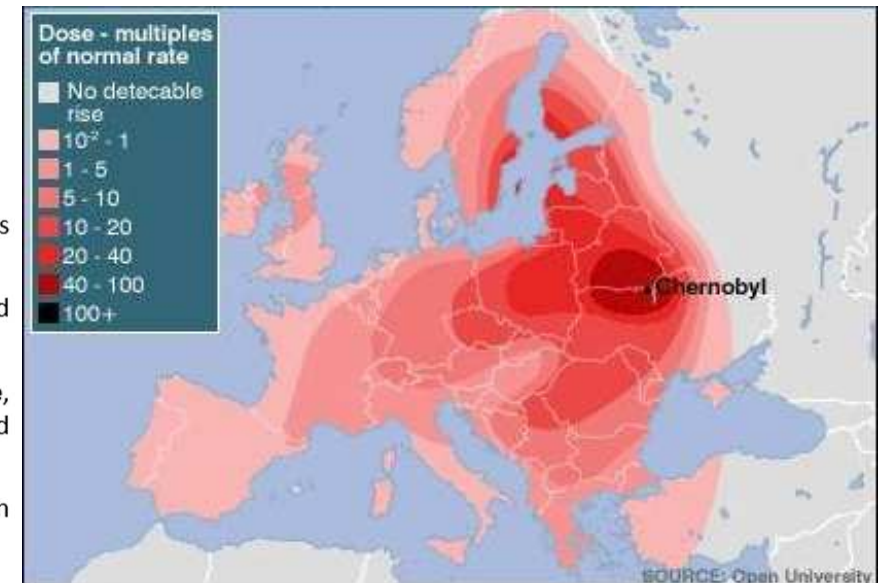 Dose - multiples
of normal rate
No detecable
rise
10⁻² - 1
1 - 5
5 - 10
10 - 20
20 - 40
40 - 100
100+
Chernobyl
SOURCE: Open University
s
d
e,
d
n